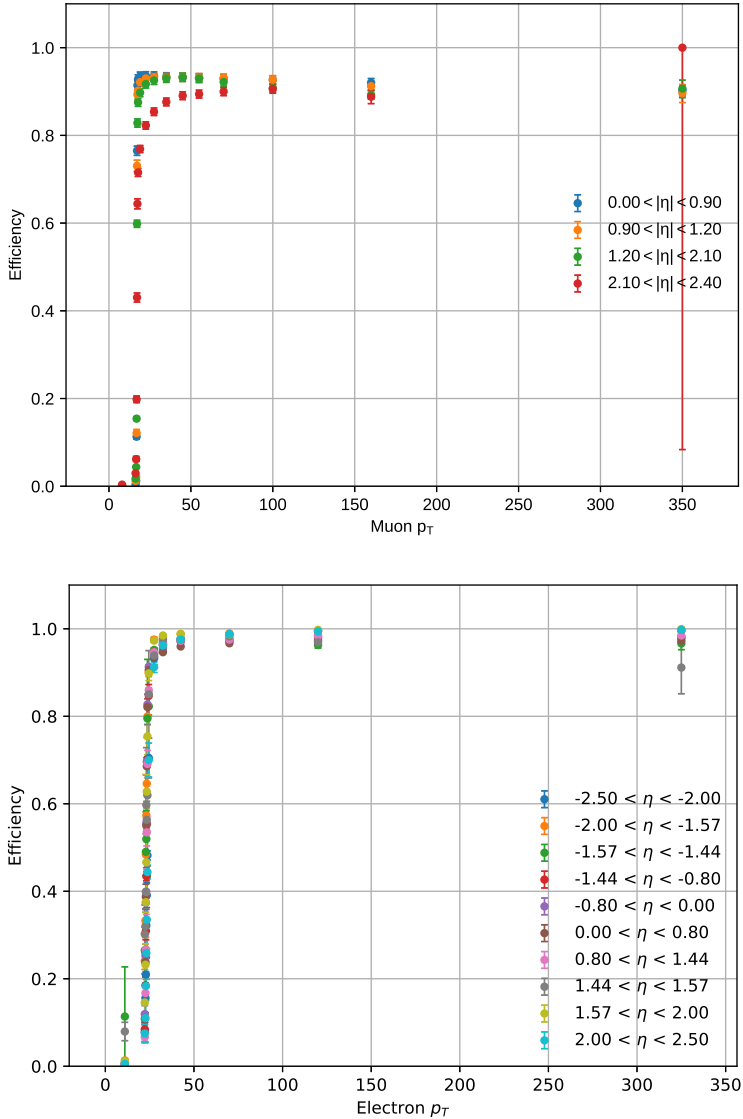 1.0
0.8
0.6
0.4
0.2
0.0
Efficiency
0.00<|η|<0.90
0.90<|η|<1.20
1.20<|η|<2.10
2.10<|η|<2.40
0 50 100 150 200 250 300 350
Muon p_T
1.0
0.8
0.6
0.4
0.2
0.0
Efficiency
-2.50 < η < -2.00
-2.00 < η < -1.57
-1.57 < η < -1.44
-1.44 < η < -0.80
-0.80 < η < 0.00
0.00 < η < 0.80
0.80 < η < 1.44
1.44 < η < 1.57
1.57 < η < 2.00
2.00 < η < 2.50
0 50 100 150 200 250 300 350
Electron p_T